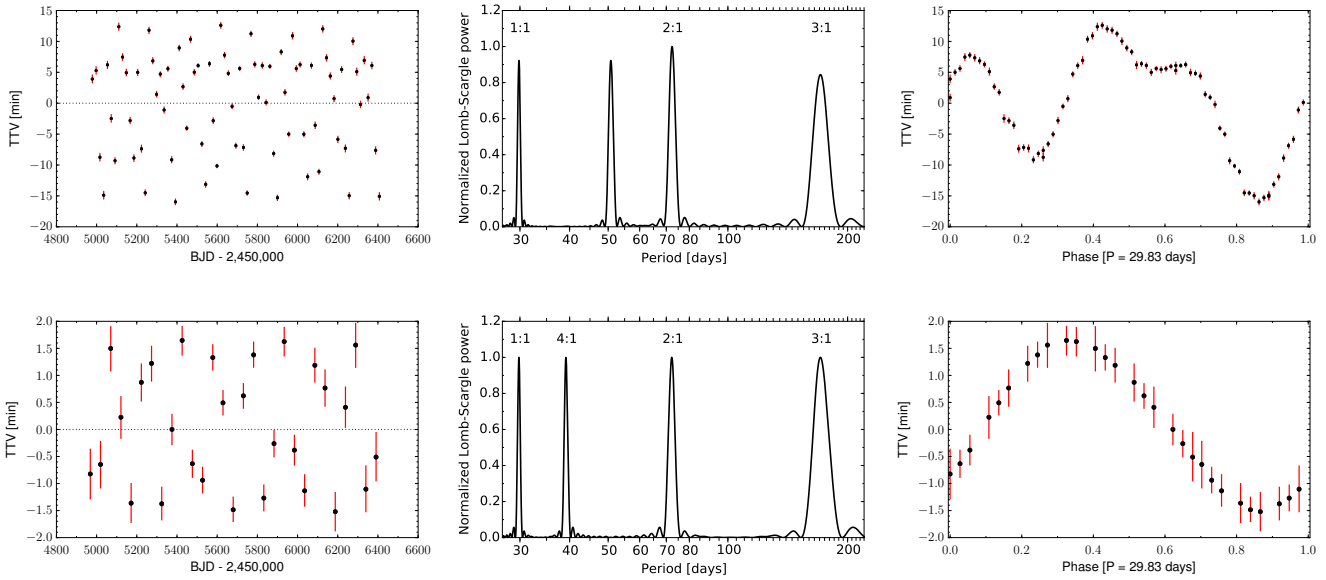 15
10
5
0
−5
−10
−15
−20
TTV [min]
4800 5000 5200 5400 5600 5800 6000 6200 6400 6600
BJD - 2,450,000
1.2
1.0
0.8
0.6
0.4
0.2
0.0
Normalized Lomb-Scargle power
1:1 2:1 3:1
30 40 50 60 70 80 100 200
Period [days]
15
10
5
0
−5
−10
−15
−20
TTV [min]
0.0 0.2 0.4 0.6 0.8 1.0
Phase [P = 29.83 days]
2.0
1.5
1.0
0.5
0.0
−0.5
−1.0
−1.5
−2.0
TTV [min]
4800 5000 5200 5400 5600 5800 6000 6200 6400 6600
BJD - 2,450,000
1.2
1.0
0.8
0.6
0.4
0.2
0.0
Normalized Lomb-Scargle power
1:1 4:1 2:1 3:1
30 40 50 60 70 80 100 200
Period [days]
2.0
1.5
1.0
0.5
0.0
−0.5
−1.0
−1.5
−2.0
TTV [min]
0.0 0.2 0.4 0.6 0.8 1.0
Phase [P = 29.83 days]